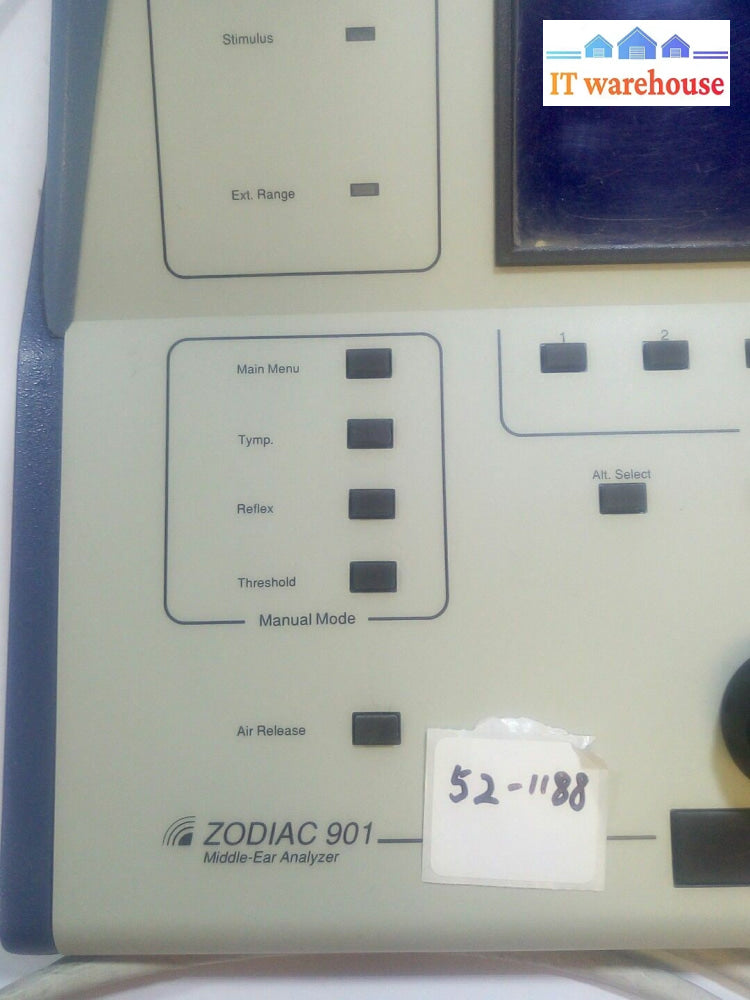 Stimulus
IT warehouse
Ext. Range
1
2
Main Menu
Tymp.
Alt. Select
Reflex
Threshold
Manual Mode
Air Release
52-1188
ZODIAC 901
Middle-Ear Analyzer